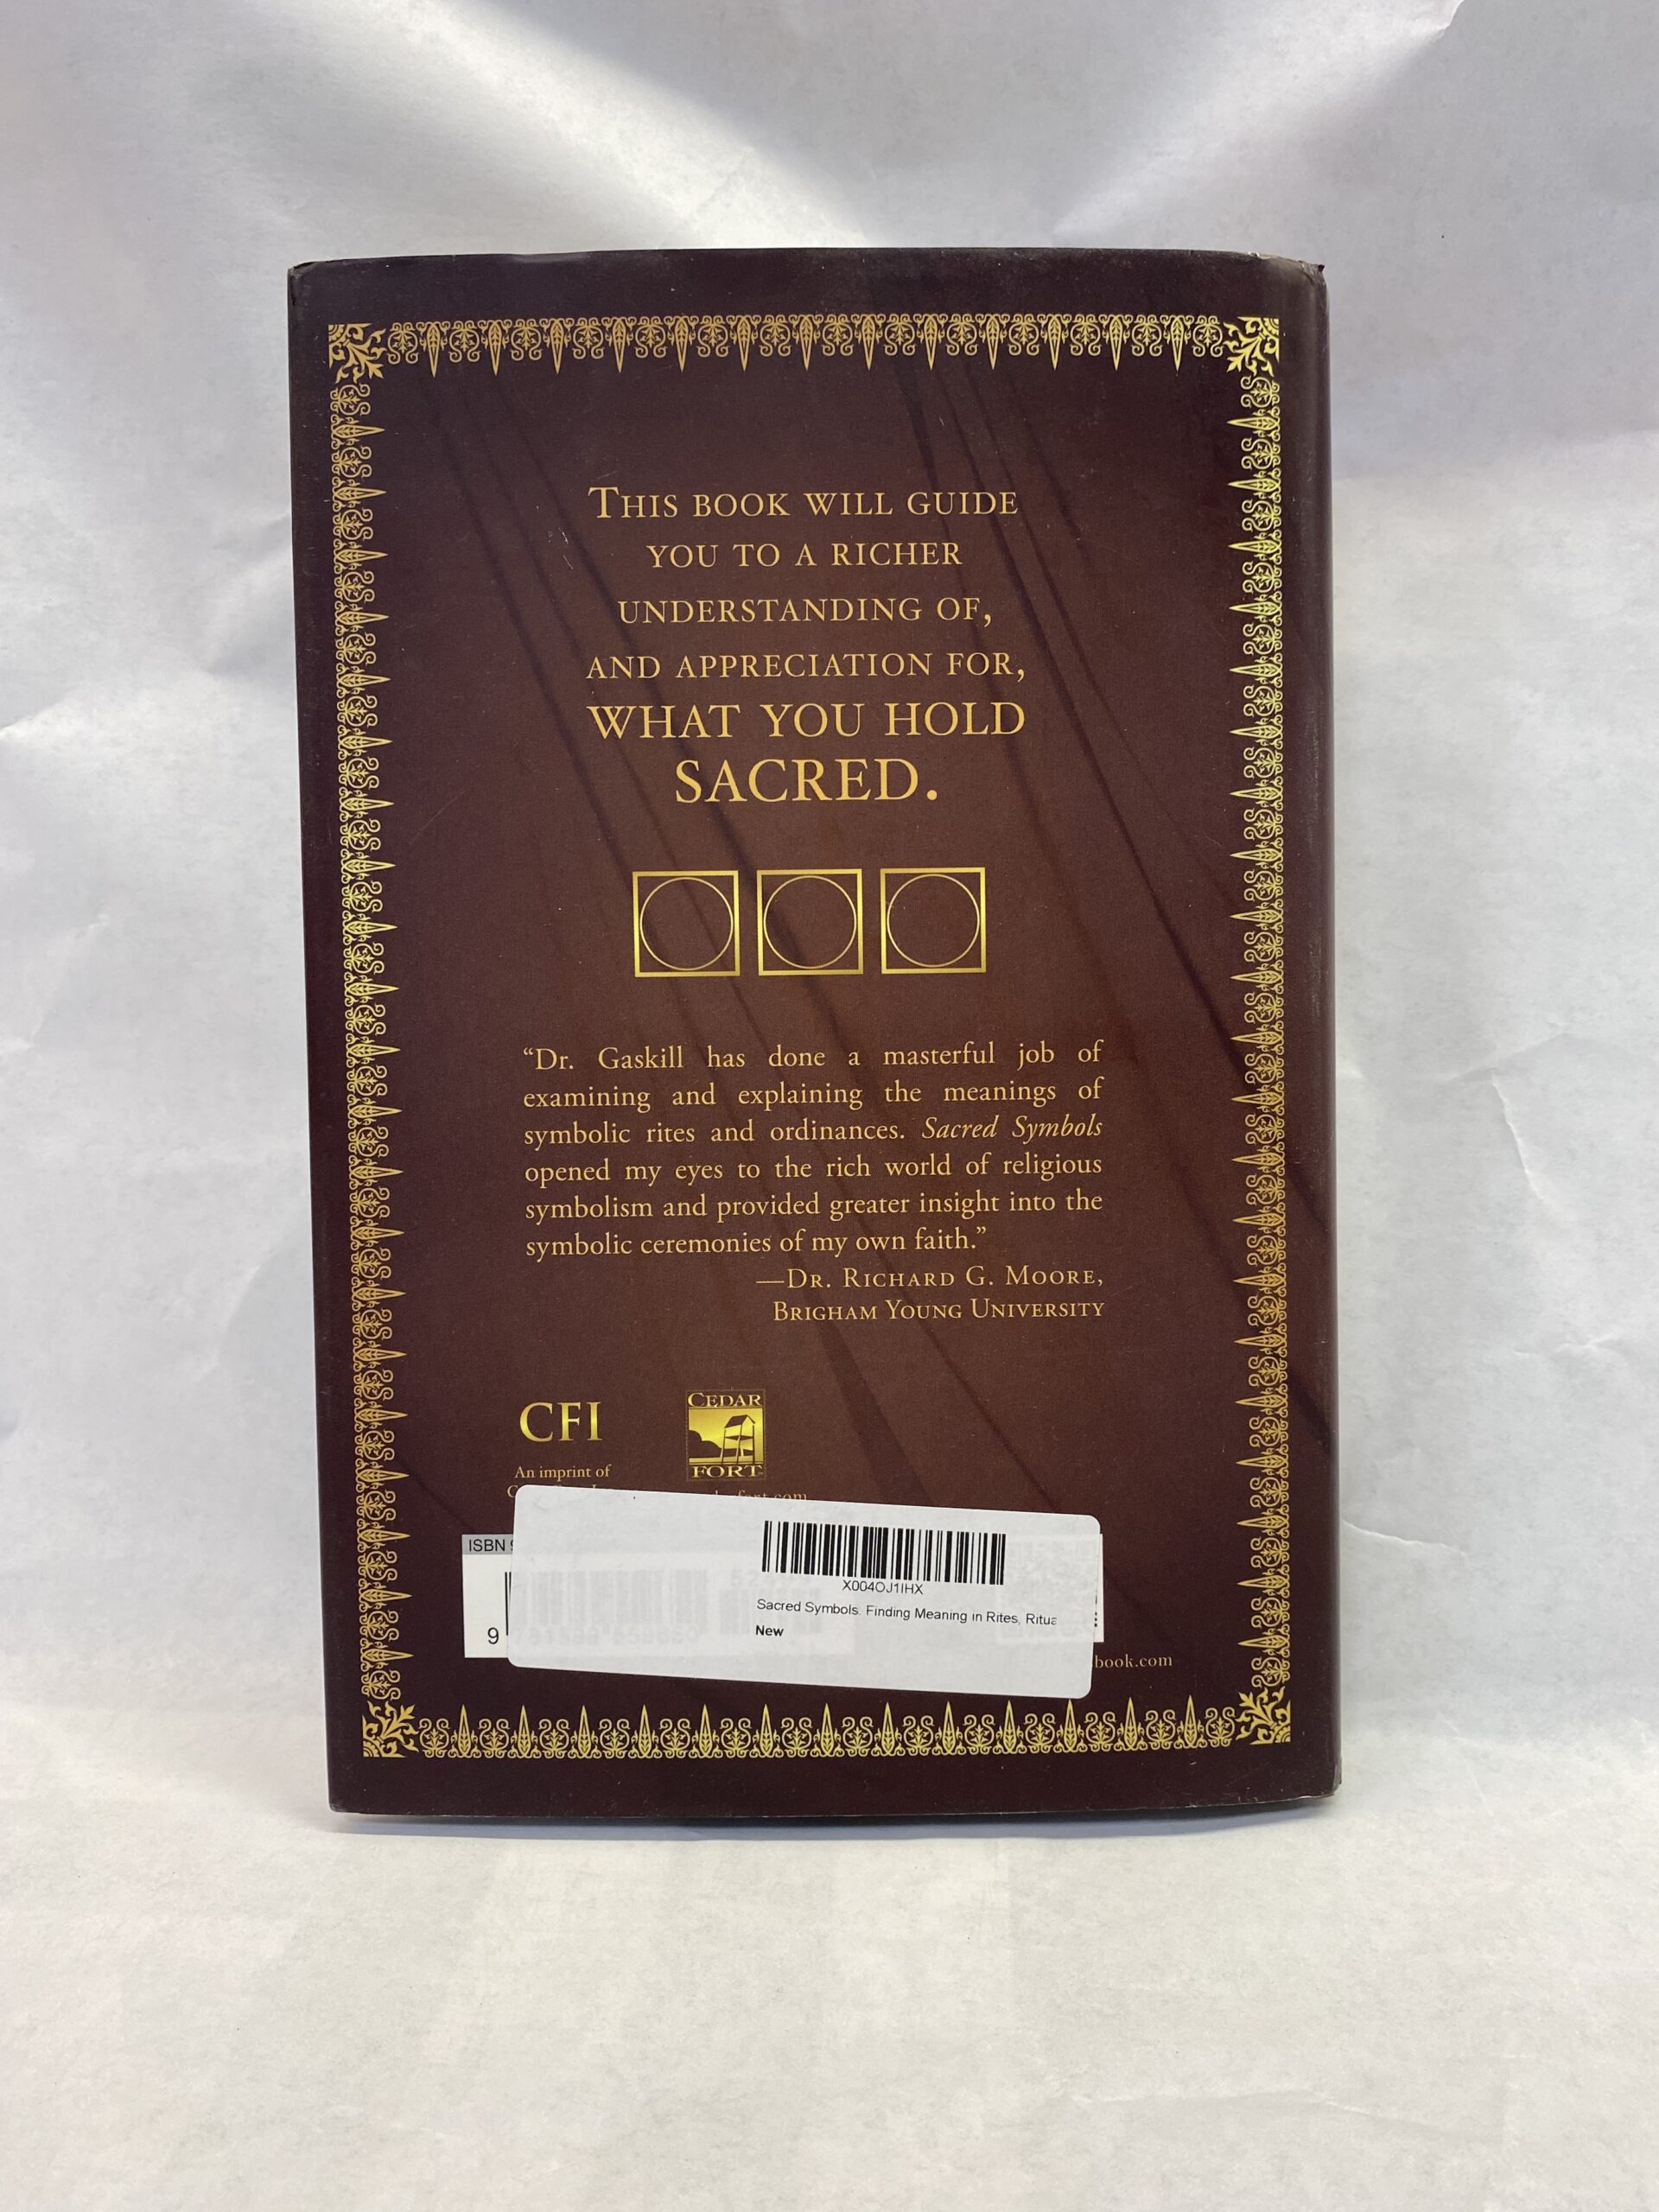 THIS BOOK WILL GUIDE
YOU TO A RICHER
UNDERSTANDING OF,
AND APPRECIATION FOR,
WHAT YOU HOLD
SACRED.
“Dr. Gaskill has done a masterful job of
examining and explaining the meanings of
symbolic rites and ordinances. Sacred Symbols
opened my eyes to the rich world of religious
symbolism and provided greater insight into the
symbolic ceremonies of my own faith.”
—DR. RICHARD G. MOORE,
BRIGHAM YOUNG UNIVERSITY
CFI
An imprint of
CEDAR
FORT
ISBN
9
X004OJ1IHX
Sacred Symbols: Finding Meaning in Rites, Ritua
New
book.com